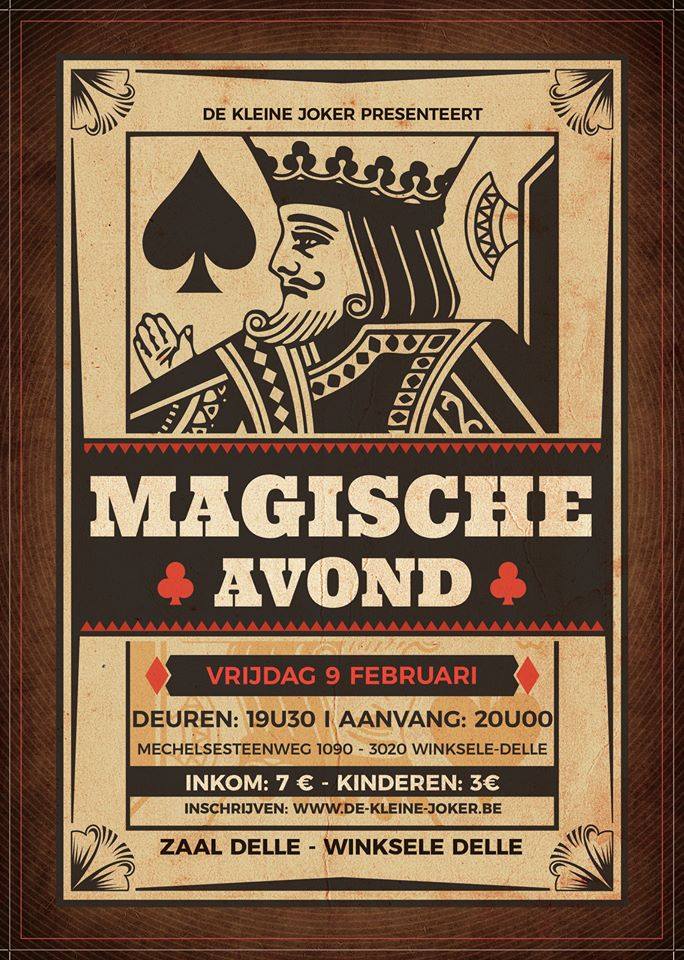 DE KLEINE JOKER PRESENTEERT
MAGISCHE
AVOND
VRIJDAG 9 FEBRUARI
DEUREN: 19U30 I AANVANG: 20U00
MECHELSESTEENWEG 1090 - 3020 WINKSELE-DELLE
INKOM: 7 € - KINDEREN: 3€
INSCHRIJVEN: WWW.DE-KLEINE-JOKER.BE
ZAAL DELLE - WINKSELE DELLE